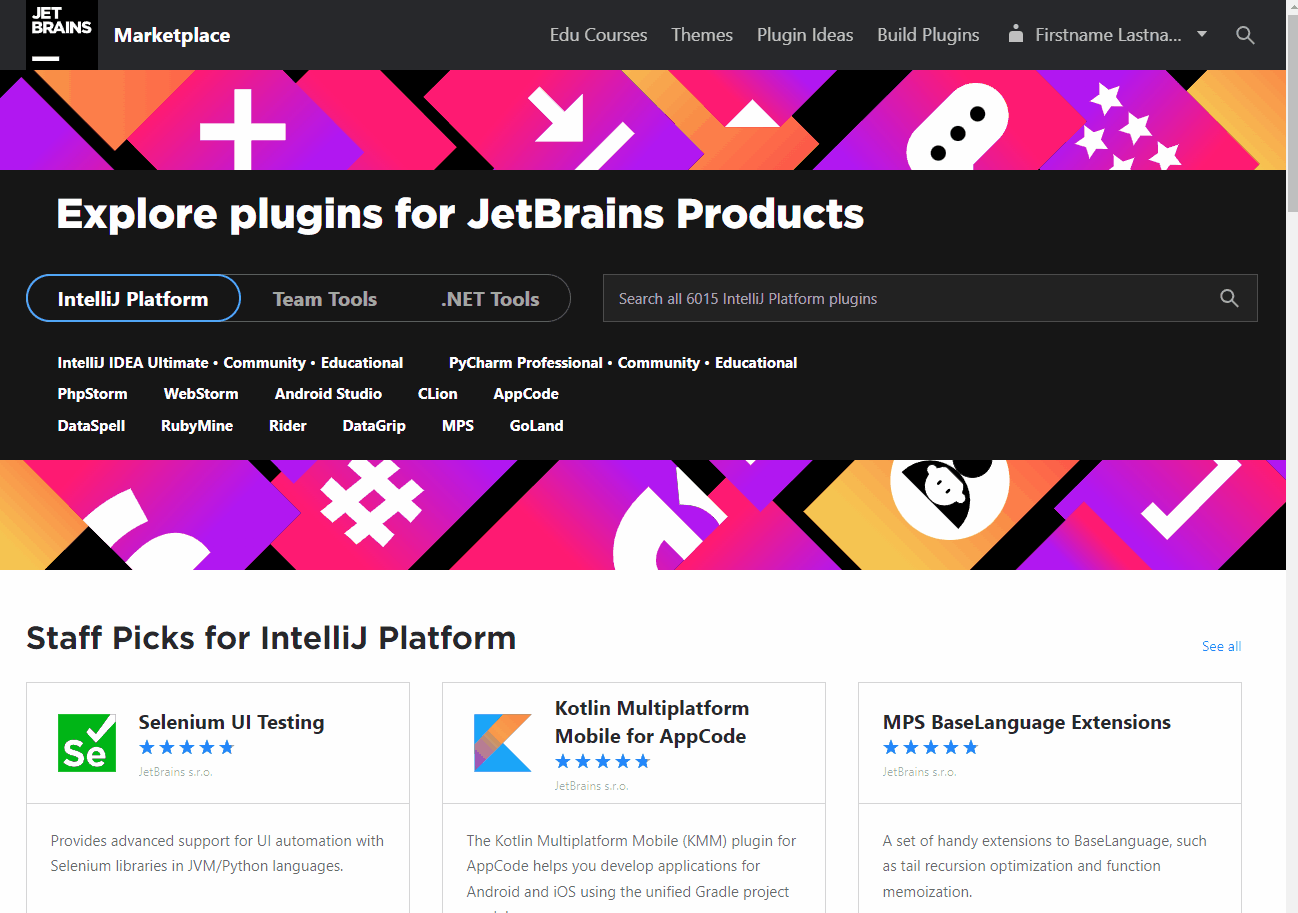 JET
BRAINS
Marketplace
Edu Courses
Themes
Plugin Ideas
Build Plugins
Firstname Lastna...
Explore plugins for JetBrains Products
IntelliJ Platform
Team Tools
.NET Tools
Search all 6015 IntelliJ Platform plugins
IntelliJ IDEA Ultimate • Community • Educational
PyCharm Professional • Community • Educational
PhpStorm
WebStorm
Android Studio
CLion
AppCode
DataSpell
RubyMine
Rider
DataGrip
MPS
GoLand
Staff Picks for IntelliJ Platform
See all
Se
Selenium UI Testing
JetBrains s.r.o.
Provides advanced support for UI automation with
Selenium libraries in JVM/Python languages.
Kotlin Multiplatform
Mobile for AppCode
JetBrains s.r.o.
The Kotlin Multiplatform Mobile (KMM) plugin for
AppCode helps you develop applications for
Android and iOS using the unified Gradle project
MPS BaseLanguage Extensions
JetBrains s.r.o.
A set of handy extensions to BaseLanguage, such
as tail recursion optimization and function
memoization.